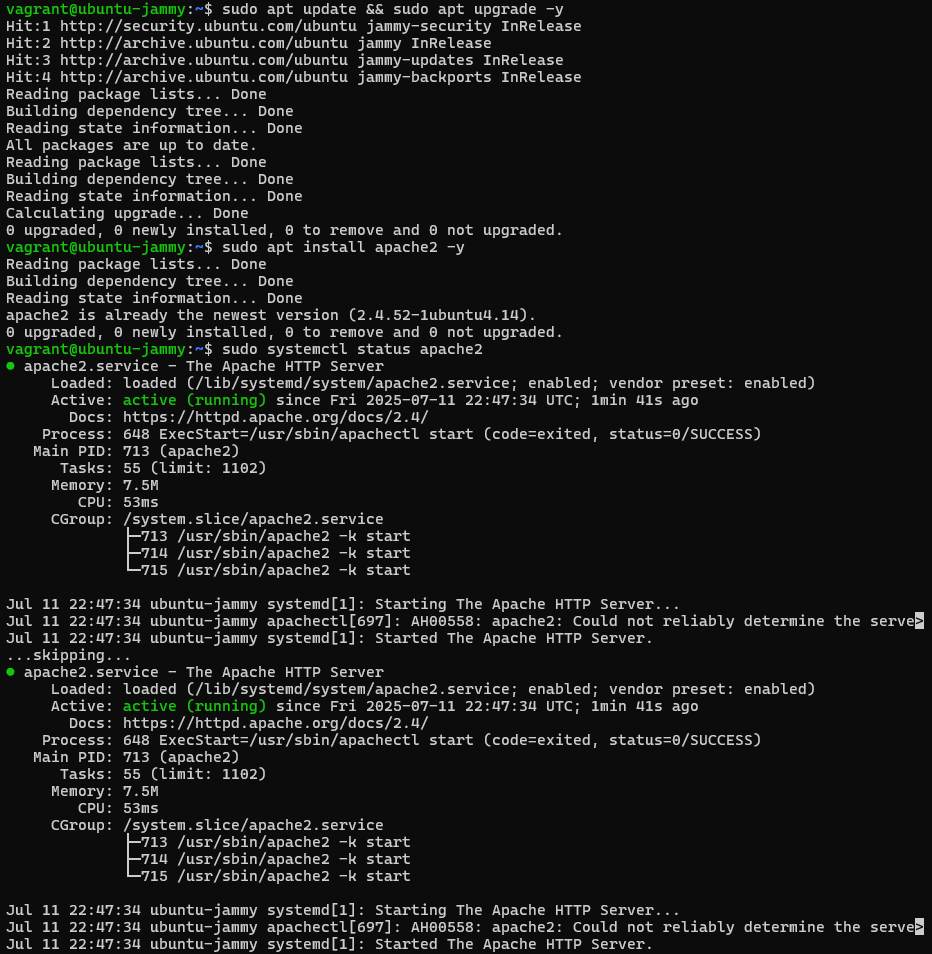 vagrant@ubuntu-jammy:~$ sudo apt update && sudo apt upgrade -y
Hit:1 http://security.ubuntu.com/ubuntu jammy-security InRelease
Hit:2 http://archive.ubuntu.com/ubuntu jammy InRelease
Hit:3 http://archive.ubuntu.com/ubuntu jammy-updates InRelease
Hit:4 http://archive.ubuntu.com/ubuntu jammy-backports InRelease
Reading package lists... Done
Building dependency tree... Done
Reading state information... Done
All packages are up to date.
Reading package lists... Done
Building dependency tree... Done
Reading state information... Done
Calculating upgrade... Done
0 upgraded, 0 newly installed, 0 to remove and 0 not upgraded.
vagrant@ubuntu-jammy:~$ sudo apt install apache2 -y
Reading package lists... Done
Building dependency tree... Done
Reading state information... Done
apache2 is already the newest version (2.4.52-1ubuntu4.14).
0 upgraded, 0 newly installed, 0 to remove and 0 not upgraded.
vagrant@ubuntu-jammy:~$ sudo systemctl status apache2
● apache2.service - The Apache HTTP Server
     Loaded: loaded (/lib/systemd/system/apache2.service; enabled; vendor preset: enabled)
     Active: active (running) since Fri 2025-07-11 22:47:34 UTC; 1min 41s ago
       Docs: https://httpd.apache.org/docs/2.4/
    Process: 648 ExecStart=/usr/sbin/apachectl start (code=exited, status=0/SUCCESS)
   Main PID: 713 (apache2)
      Tasks: 55 (limit: 1102)
     Memory: 7.5M
        CPU: 53ms
     CGroup: /system.slice/apache2.service
             ├─713 /usr/sbin/apache2 -k start
             ├─714 /usr/sbin/apache2 -k start
             └─715 /usr/sbin/apache2 -k start

Jul 11 22:47:34 ubuntu-jammy systemd[1]: Starting The Apache HTTP Server...
Jul 11 22:47:34 ubuntu-jammy apachectl[697]: AH00558: apache2: Could not reliably determine the serve>
Jul 11 22:47:34 ubuntu-jammy systemd[1]: Started The Apache HTTP Server.
...skipping...
● apache2.service - The Apache HTTP Server
     Loaded: loaded (/lib/systemd/system/apache2.service; enabled; vendor preset: enabled)
     Active: active (running) since Fri 2025-07-11 22:47:34 UTC; 1min 41s ago
       Docs: https://httpd.apache.org/docs/2.4/
    Process: 648 ExecStart=/usr/sbin/apachectl start (code=exited, status=0/SUCCESS)
   Main PID: 713 (apache2)
      Tasks: 55 (limit: 1102)
     Memory: 7.5M
        CPU: 53ms
     CGroup: /system.slice/apache2.service
             ├─713 /usr/sbin/apache2 -k start
             ├─714 /usr/sbin/apache2 -k start
             └─715 /usr/sbin/apache2 -k start

Jul 11 22:47:34 ubuntu-jammy systemd[1]: Starting The Apache HTTP Server...
Jul 11 22:47:34 ubuntu-jammy apachectl[697]: AH00558: apache2: Could not reliably determine the serve>
Jul 11 22:47:34 ubuntu-jammy systemd[1]: Started The Apache HTTP Server.